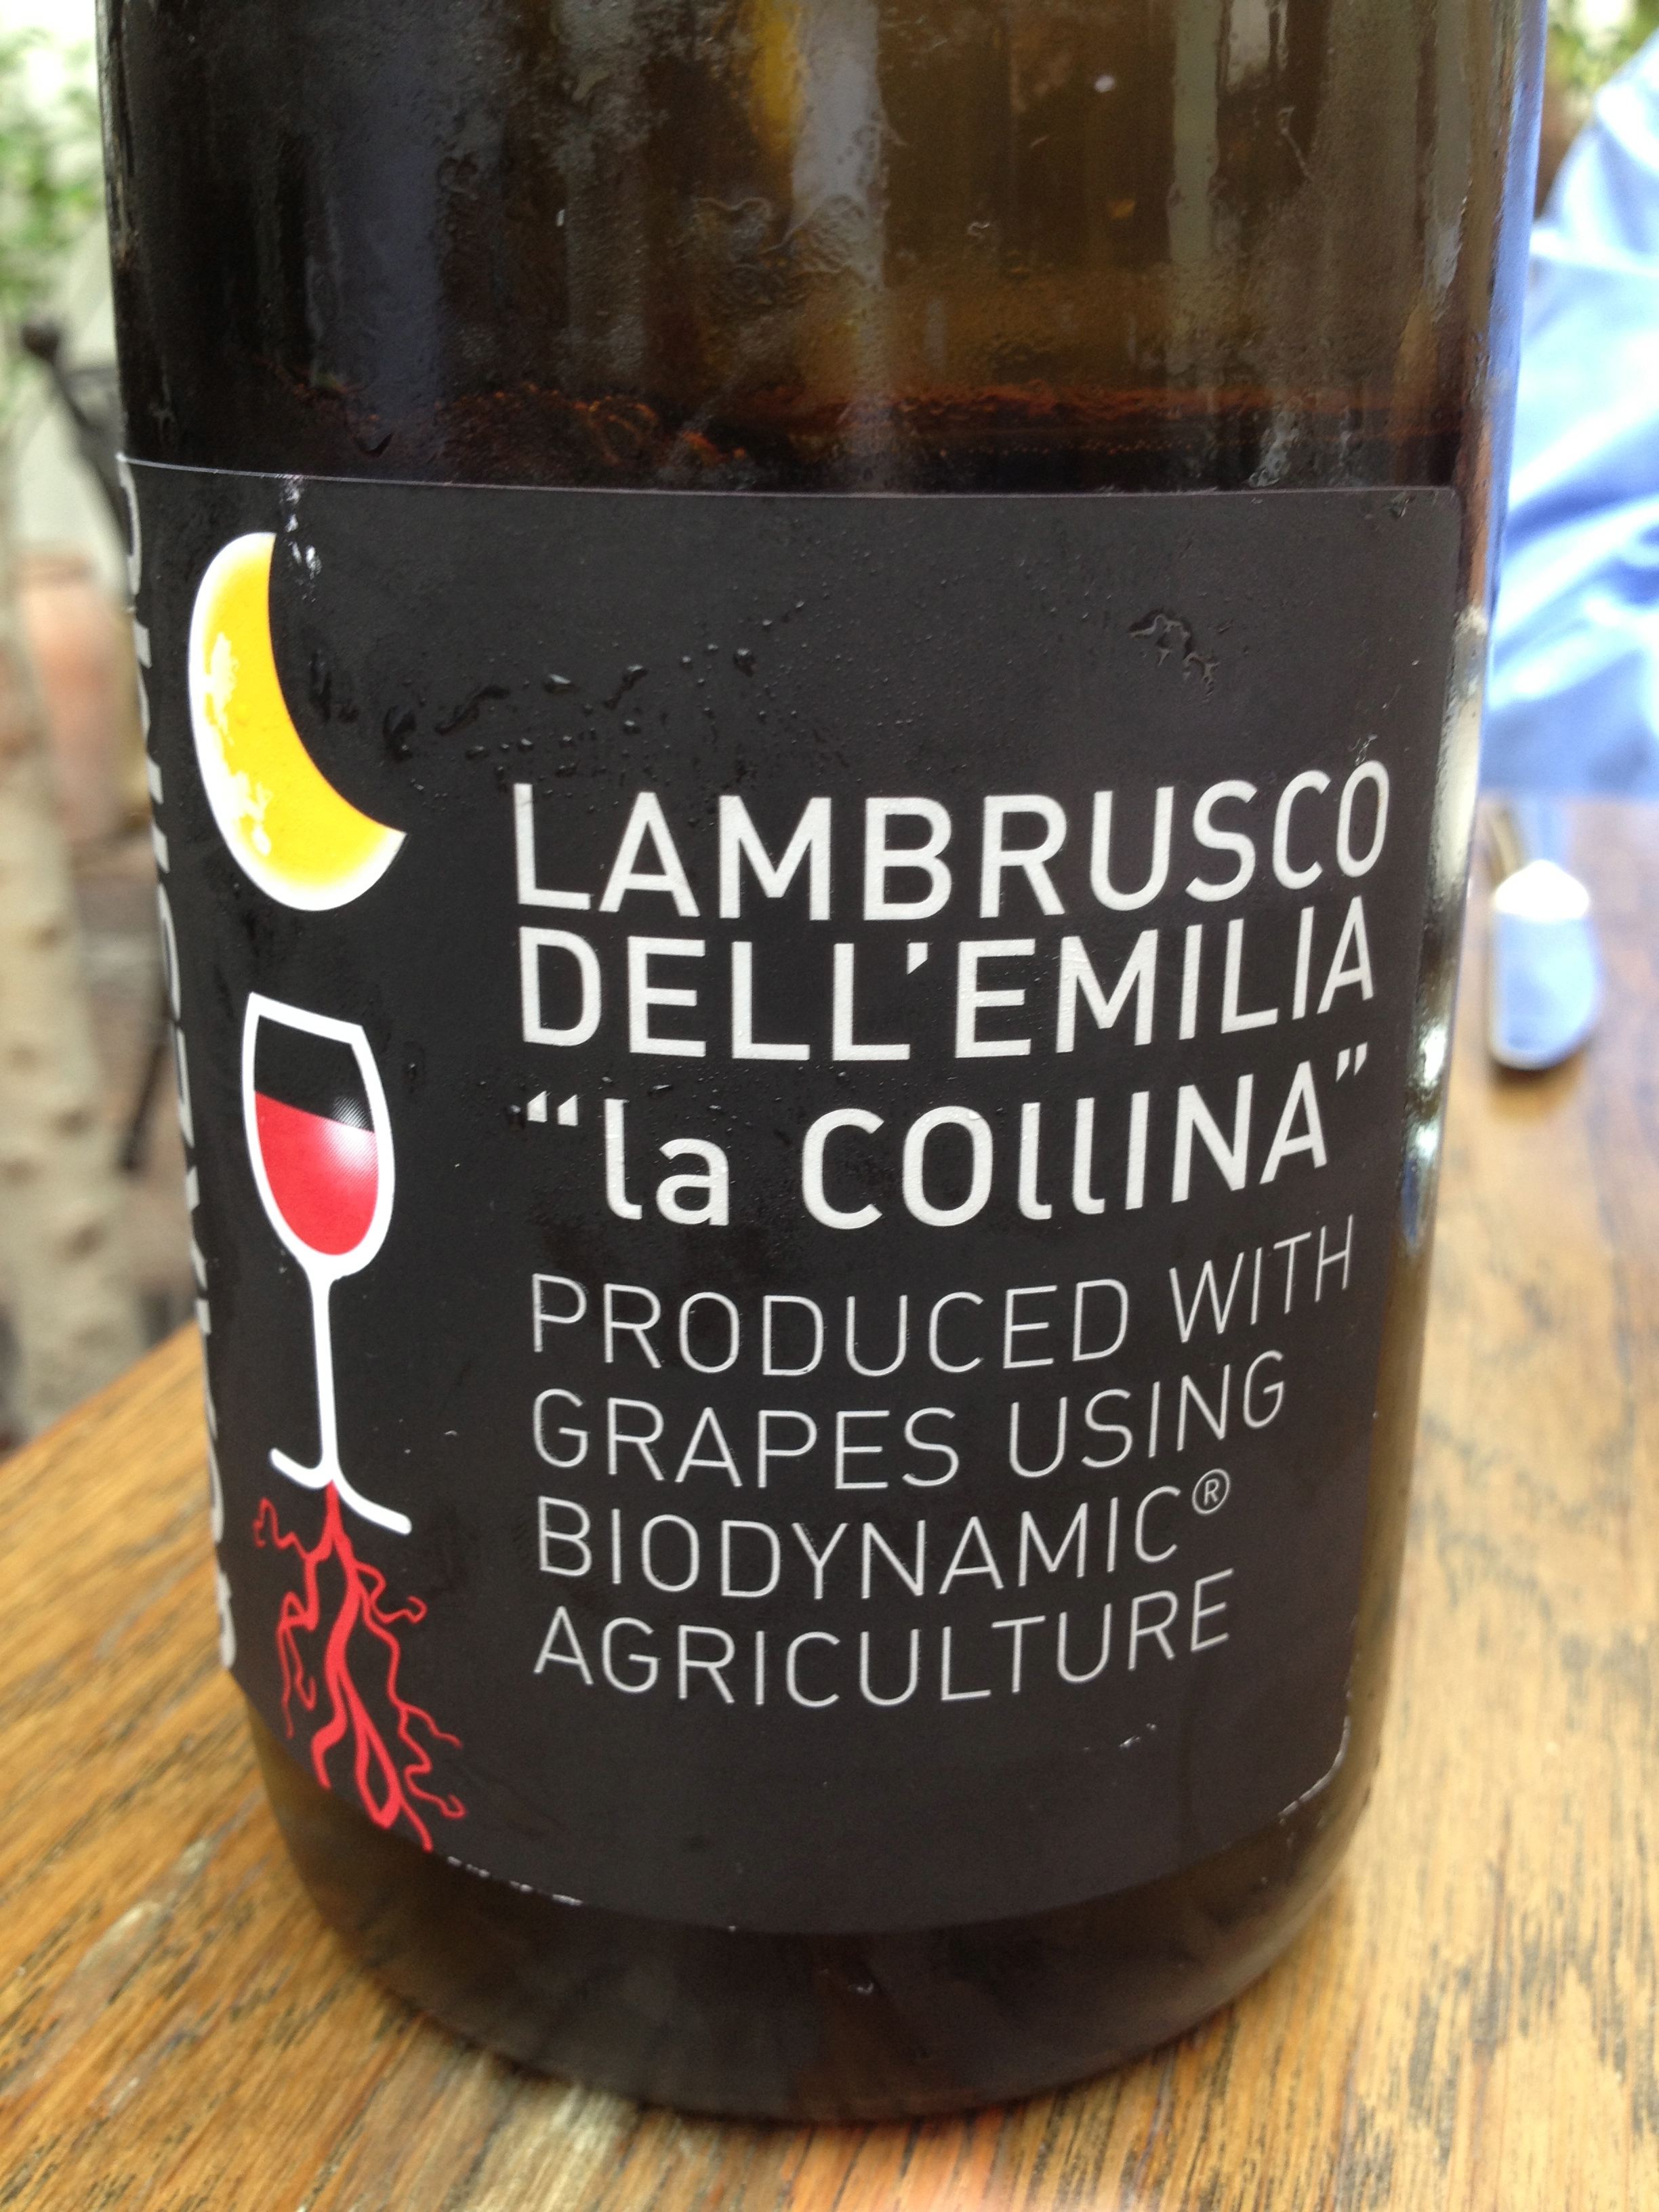 LAMBRUSCO
DELL'EMILIA
“la COllINA”
PRODUCED WITH
GRAPES USING
BIODYNAMIC®
AGRICULTURE